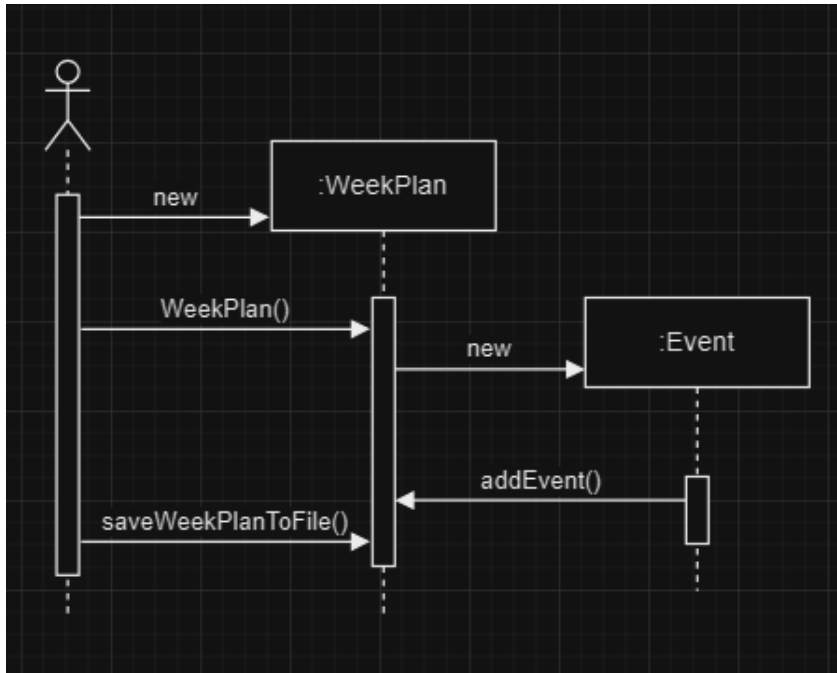 :WeekPlan
new
WeekPlan()
:Event
new
addEvent()
saveWeekPlanToFile()